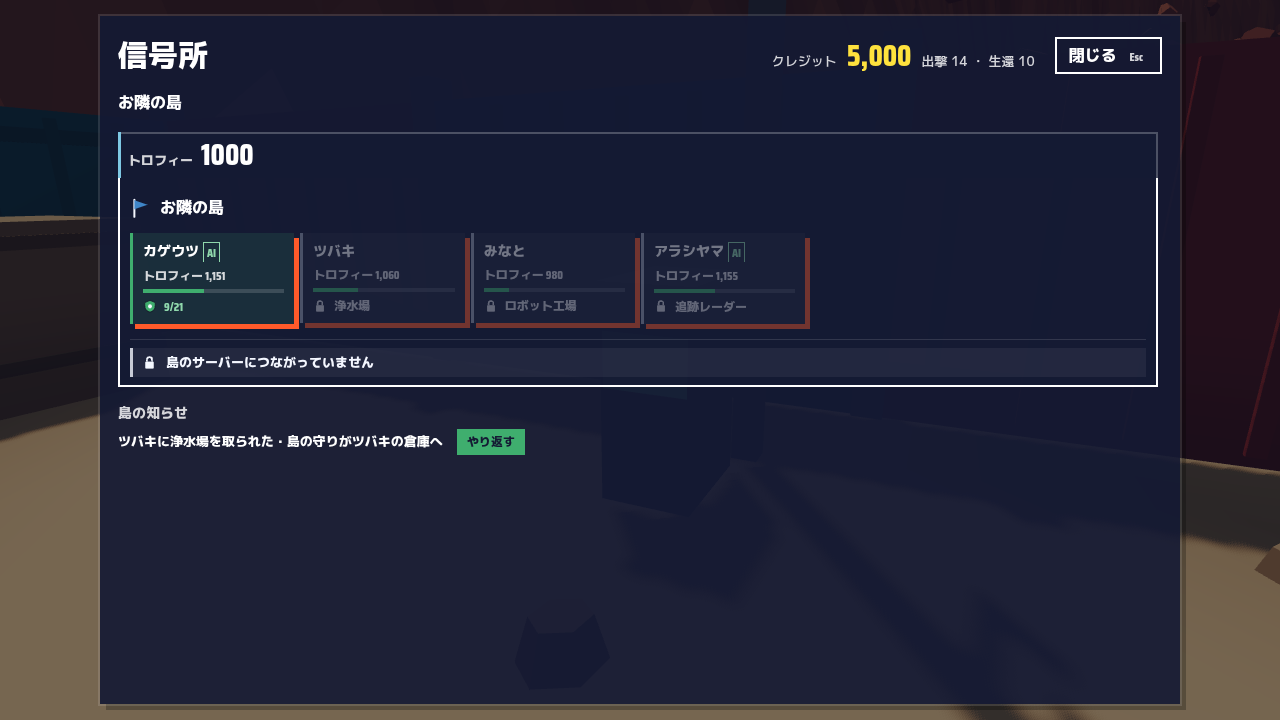 信号所
クレジット 5,000 出撃 14 · 生還 10
閉じる Esc
お隣の島
トロフィー 1000
お隣の島
カゲウツ AI
トロフィー 1,151
9/21
ツバキ
トロフィー 1,060
浄水場
みなと
トロフィー 980
ロボット工場
アラシヤマ AI
トロフィー 1,155
追跡レーダー
島のサーバーにつながっていません
島の知らせ
ツバキに浄水場を取られた · 島の守りがツバキの倉庫へ
やり返す